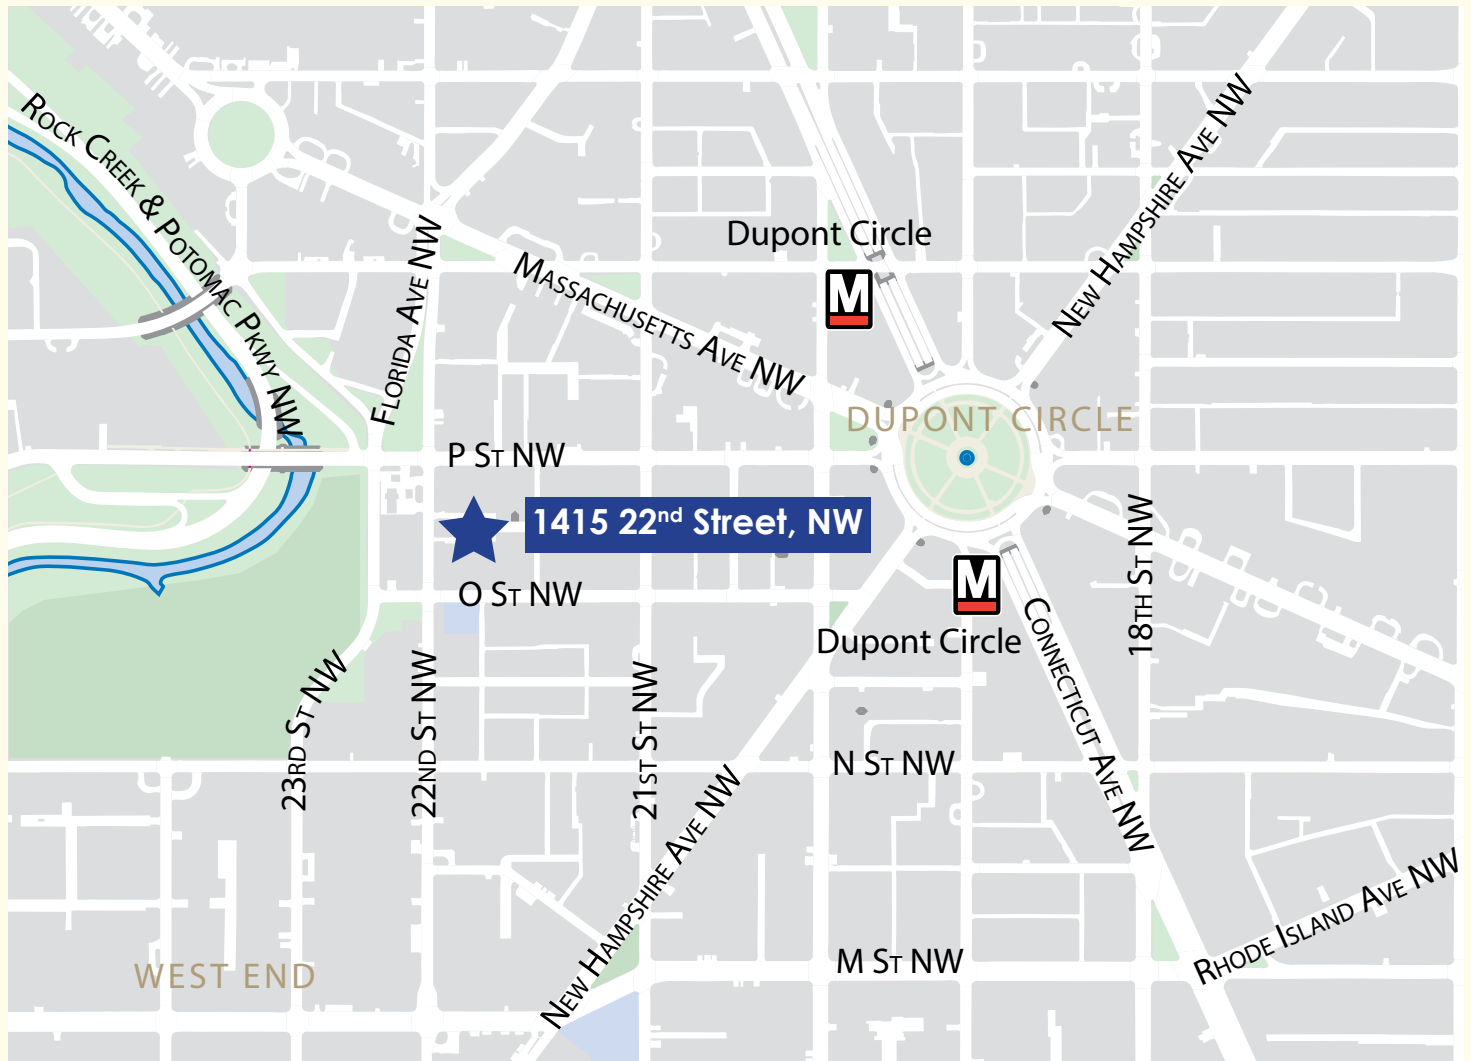 Rock Creek & Potomac Pkwy NW
Florida Ave NW
Massachusetts Ave NW
Dupont Circle
M
New Hampshire Ave NW
DUPONT CIRCLE
P St NW
1415 22nd Street, NW
O St NW
M
Dupont Circle
Connecticut Ave NW
18th St NW
23rd St NW
22nd St NW
21st St NW
N St NW
New Hampshire Ave NW
M St NW
Rhode Island Ave NW
WEST END